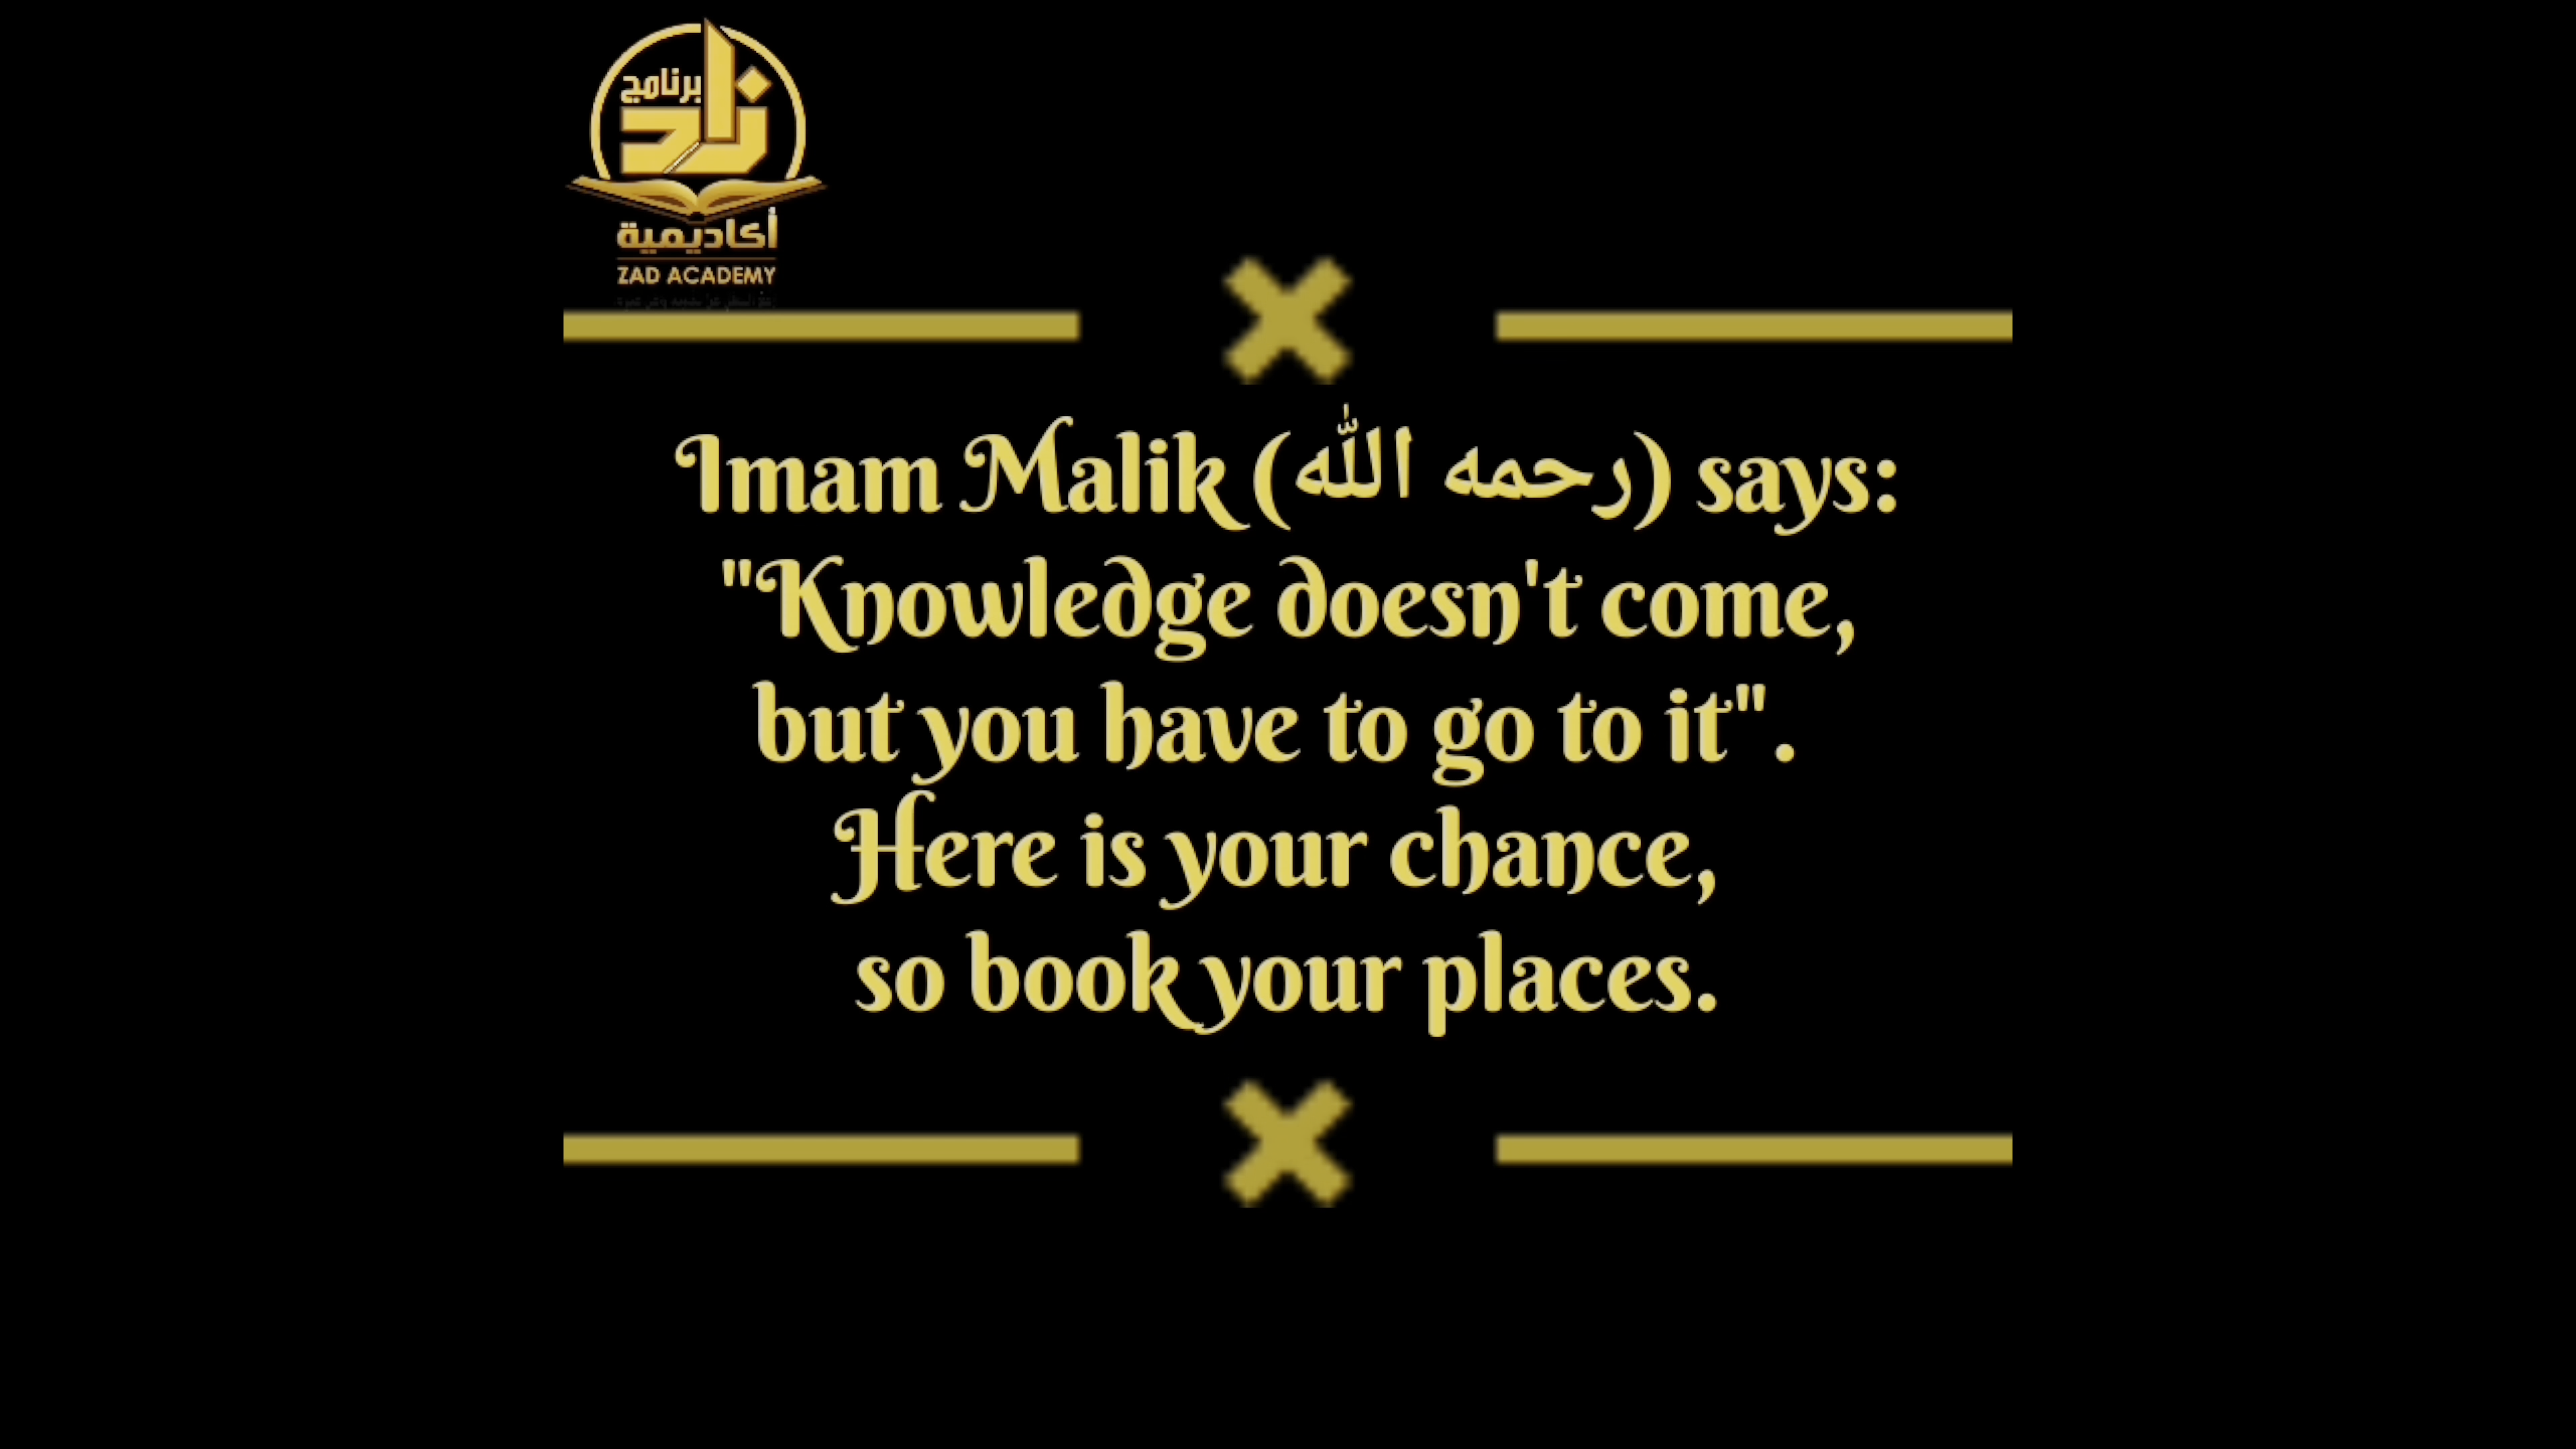 برنامج
زاد
أكاديمية
ZAD ACADEMY
Imam Malik (رحمه الله) says:
"Knowledge doesn't come,
but you have to go to it".
Here is your chance,
so book your places.